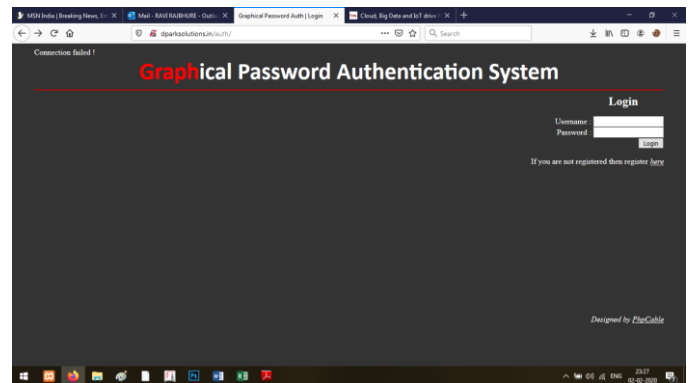 MSN India | Breaking News, En
Mail - RAVI RAJBHURE - Outlo
Graphical Password Auth | Login
Cloud, Big Data and IoT drive
dparksolutions.in/auth/
Search
Connection failed !
Graphical Password Authentication System
Login
Username :
Password :
Login
If you are not registered then register here
Designed by PhpCable
ENG
23:27
02-02-2020